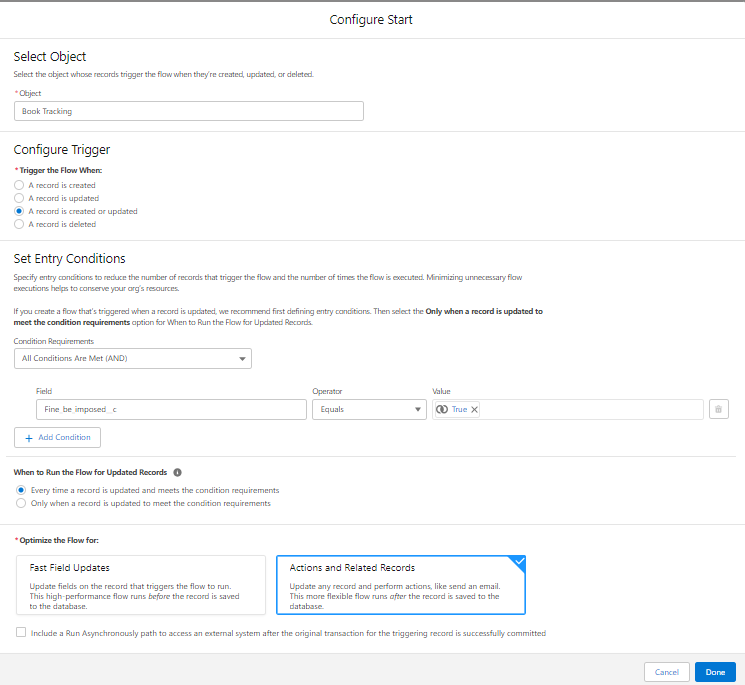 Configure Start
Select Object
Select the object whose records trigger the flow when they're created, updated, or deleted.
* Object
Book Tracking
Configure Trigger
* Trigger the Flow When:
A record is created
A record is updated
A record is created or updated
A record is deleted
Set Entry Conditions
Specify entry conditions to reduce the number of records that trigger the flow and the number of times the flow is executed. Minimizing unnecessary flow
executions helps to conserve your org's resources.
If you create a flow that's triggered when a record is updated, we recommend first defining entry conditions. Then select the Only when a record is updated to
meet the condition requirements option for When to Run the Flow for Updated Records.
Condition Requirements
All Conditions Are Met (AND)
Field Operator Value
Fine_be_imposed__c Equals True
+ Add Condition
When to Run the Flow for Updated Records
Every time a record is updated and meets the condition requirements
Only when a record is updated to meet the condition requirements
* Optimize the Flow for:
Fast Field Updates
Update fields on the record that triggers the flow to run.
This high-performance flow runs before the record is saved
to the database.
Actions and Related Records
Update any record and perform actions, like send an email.
This more flexible flow runs after the record is saved to the
database.
Include a Run Asynchronously path to access an external system after the original transaction for the triggering record is successfully committed
Cancel Done